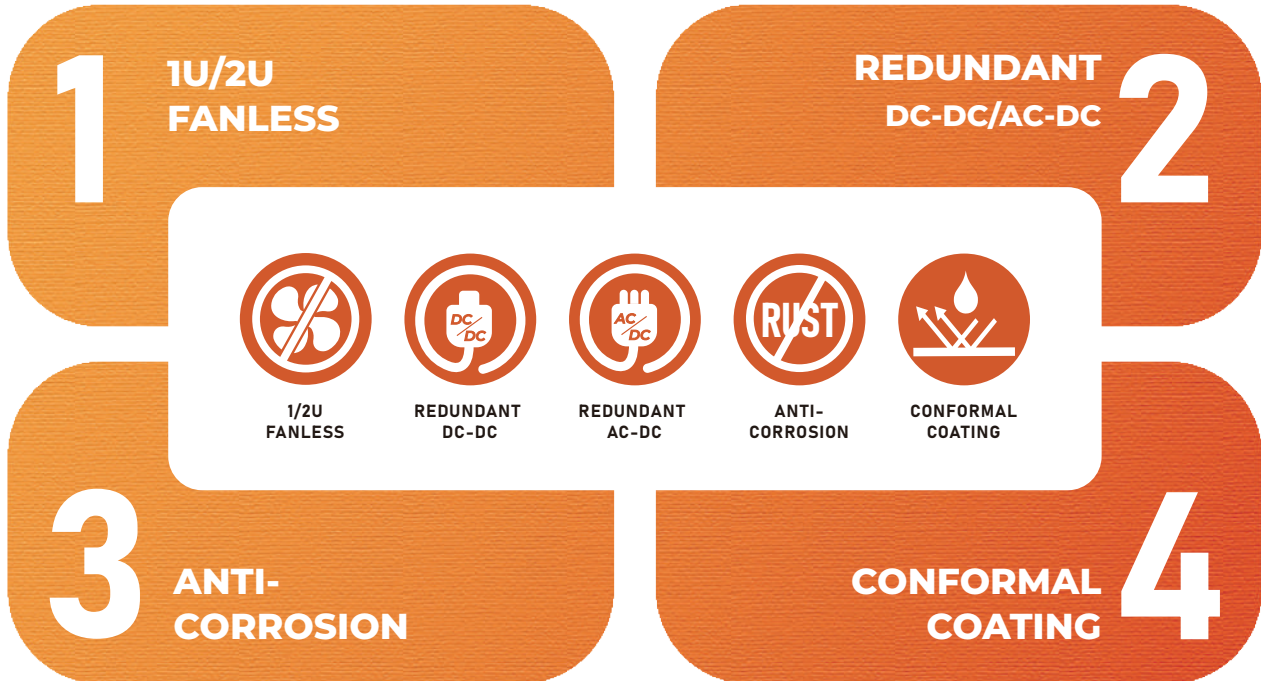 1
1U/2U
FANLESS
REDUNDANT
DC-DC/AC-DC
2
DC/DC
AC/DC
RUST
1/2U
FANLESS
REDUNDANT
DC-DC
REDUNDANT
AC-DC
ANTI-
CORROSION
CONFORMAL
COATING
3
ANTI-
CORROSION
CONFORMAL
COATING
4